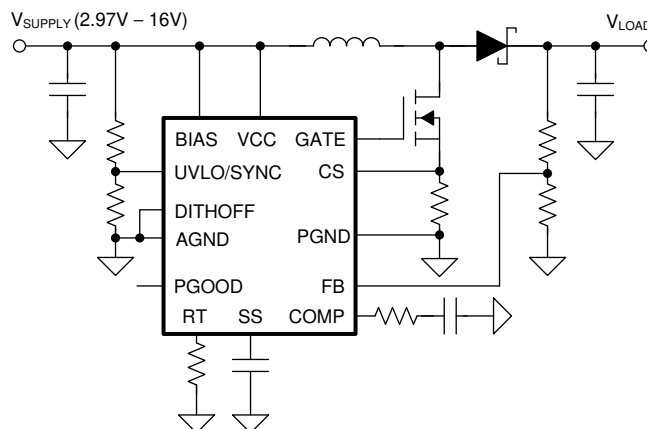 VSUPPLY (2.97V – 16V)
VLOAD
BIAS VCC GATE
UVLO/SYNC CS
DITHOFF
AGND PGND
PGOOD FB
RT SS COMP